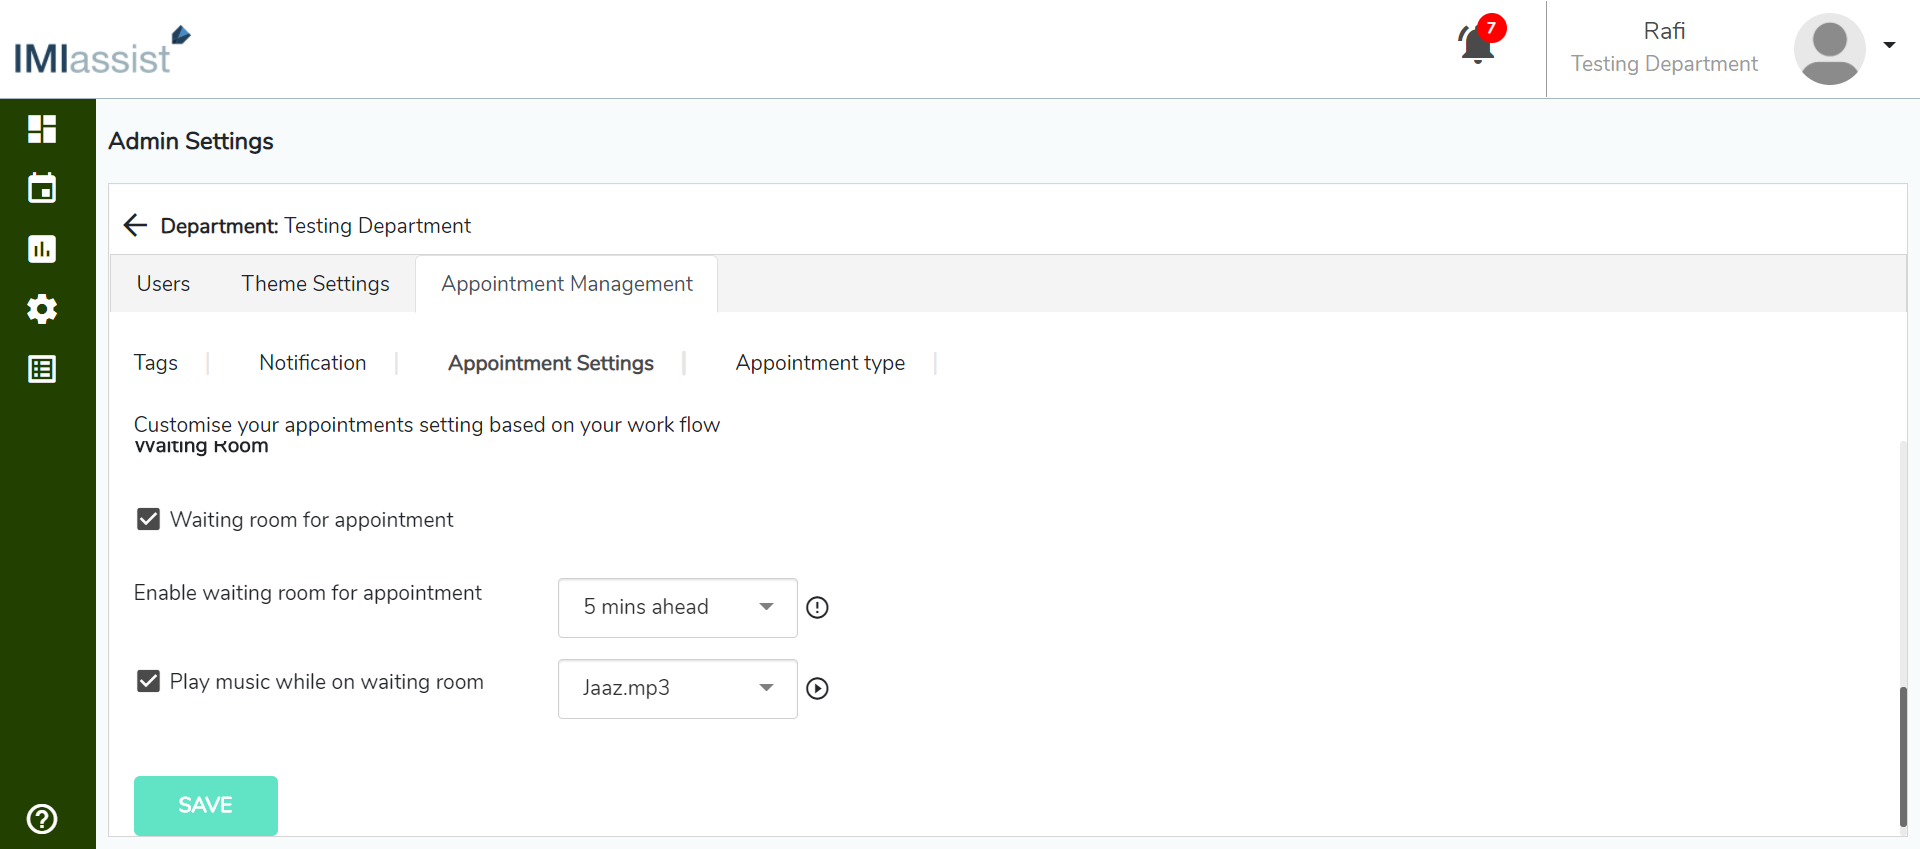 IMIassist
7
Rafi
Testing Department
Admin Settings
Department: Testing Department
Users Theme Settings Appointment Management
Tags Notification Appointment Settings Appointment type
Customise your appointments setting based on your work flow
Waiting Room
Waiting room for appointment
Enable waiting room for appointment 5 mins ahead
Play music while on waiting room Jaaz.mp3
SAVE